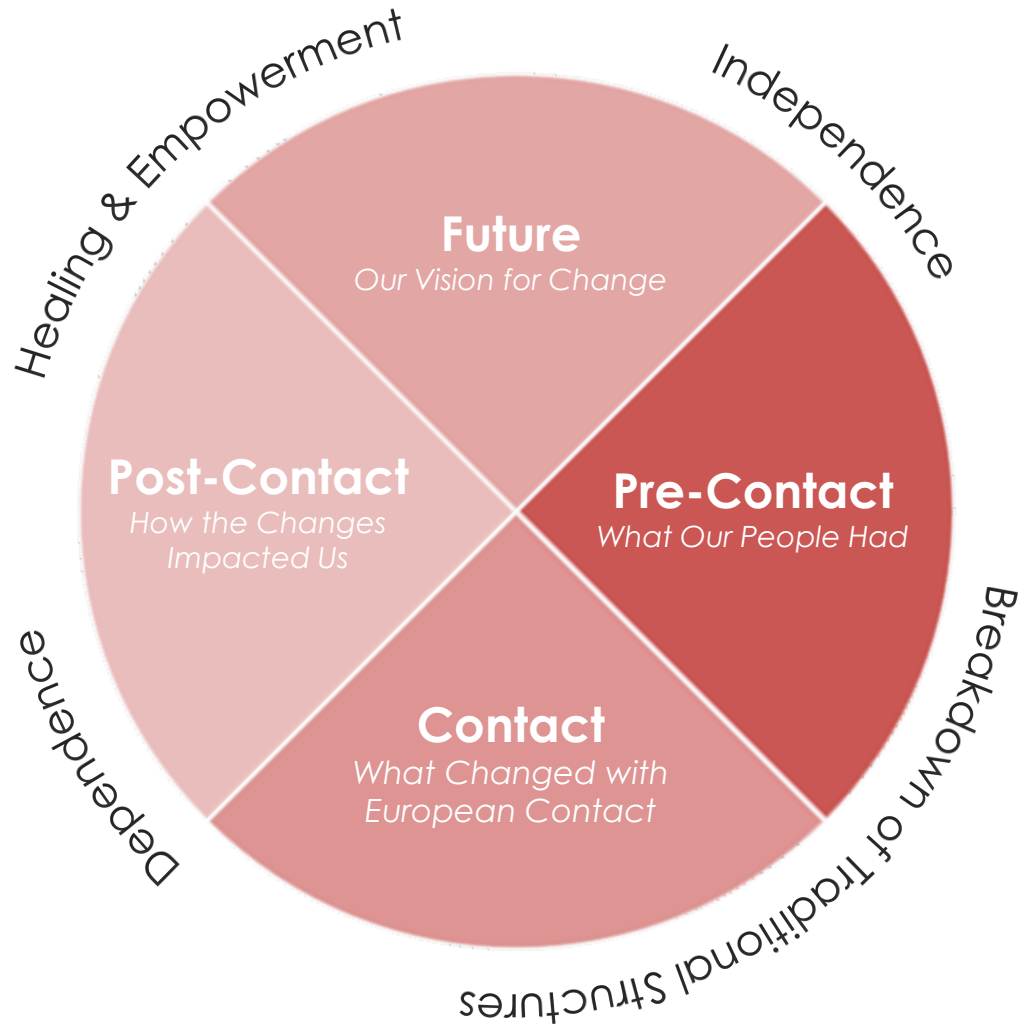 Healing & Empowerment
Independence
Future
Our Vision for Change
Post-Contact
How the Changes
Impacted Us
Pre-Contact
What Our People Had
Contact
What Changed with
European Contact
Dependence
Breakdown of Traditional Structures